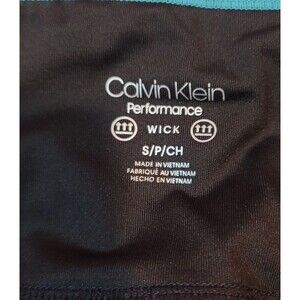 Calvin Klein
Performance
WICK
S/P/CH
MADE IN VIETNAM
FABRIQUÉ AU VIETNAM
HECHO EN VIETNAM